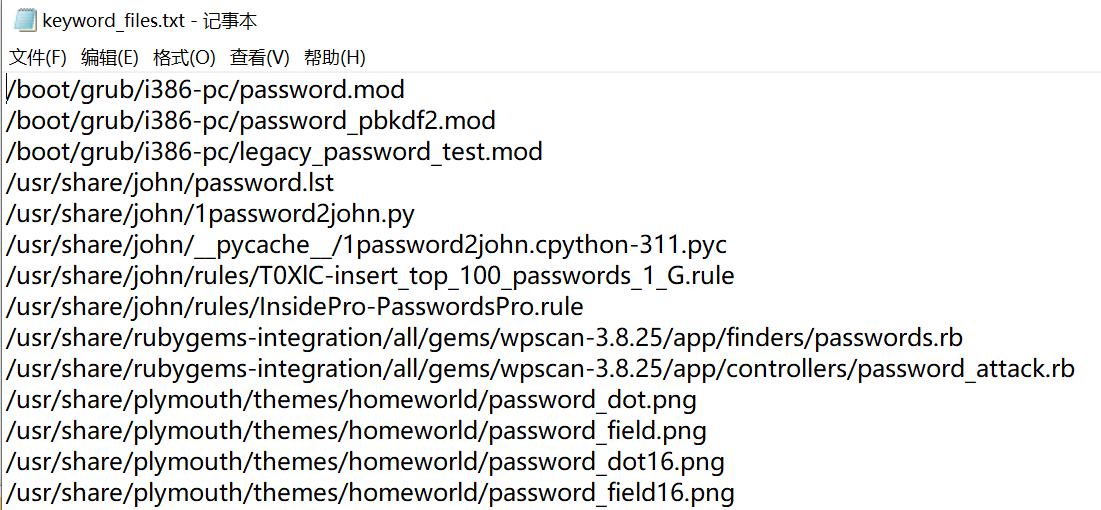 keyword_files.txt - 记事本
文件(F) 编辑(E) 格式(O) 查看(V) 帮助(H)
/boot/grub/i386-pc/password.mod
/boot/grub/i386-pc/password_pbkdf2.mod
/boot/grub/i386-pc/legacy_password_test.mod
/usr/share/john/password.lst
/usr/share/john/1password2john.py
/usr/share/john/__pycache__/1password2john.cpython-311.pyc
/usr/share/john/rules/T0XlC-insert_top_100_passwords_1_G.rule
/usr/share/john/rules/InsidePro-PasswordsPro.rule
/usr/share/rubygems-integration/all/gems/wpscan-3.8.25/app/finders/passwords.rb
/usr/share/rubygems-integration/all/gems/wpscan-3.8.25/app/controllers/password_attack.rb
/usr/share/plymouth/themes/homeworld/password_dot.png
/usr/share/plymouth/themes/homeworld/password_field.png
/usr/share/plymouth/themes/homeworld/password_dot16.png
/usr/share/plymouth/themes/homeworld/password_field16.png